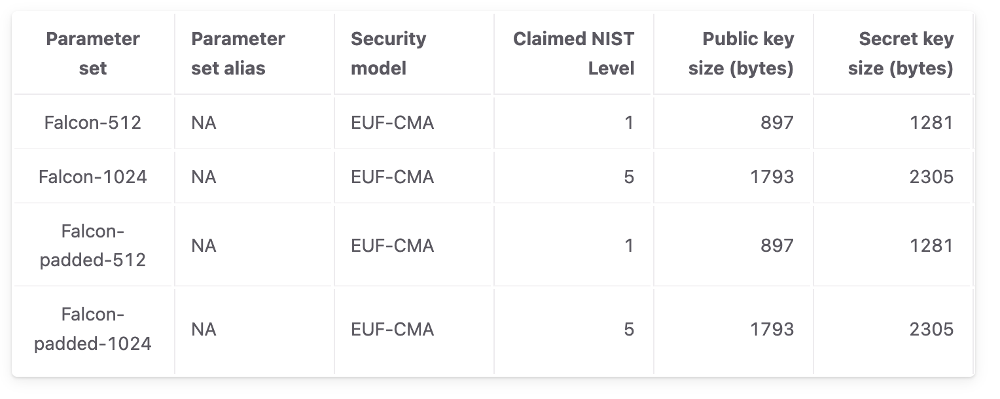 Parameter set | Parameter set alias | Security model | Claimed NIST Level | Public key size (bytes) | Secret key size (bytes)
Falcon-512 | NA | EUF-CMA | 1 | 897 | 1281
Falcon-1024 | NA | EUF-CMA | 5 | 1793 | 2305
Falcon-padded-512 | NA | EUF-CMA | 1 | 897 | 1281
Falcon-padded-1024 | NA | EUF-CMA | 5 | 1793 | 2305